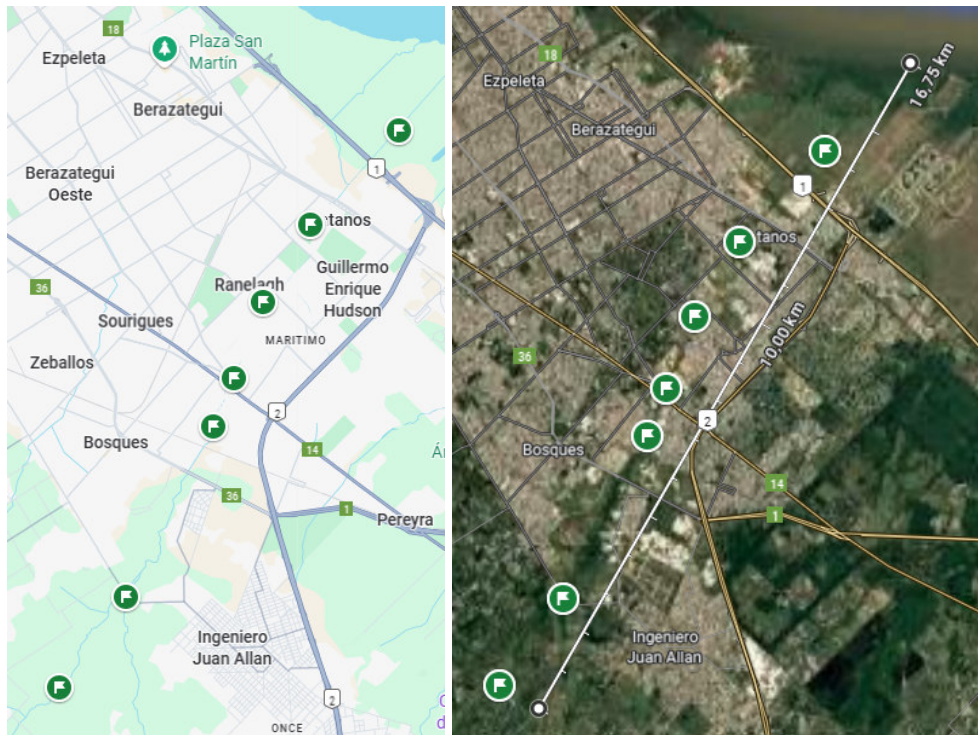 18
Plaza San
Martín
Ezpeleta
Berazategui
1
Berazategui
Oeste
tanos
Guillermo
Enrique
Hudson
Ranelagh
36
Sourigues
MARITIMO
Zeballos
2
Bosques
14
36
1
Pereyra
Ingeniero
Juan Allan
2
ONCE
18
Ezpeleta
16,75 km
Berazategui
1
tanos
10,00 km
36
2
Bosques
14
1
Ingeniero
Juan Allan